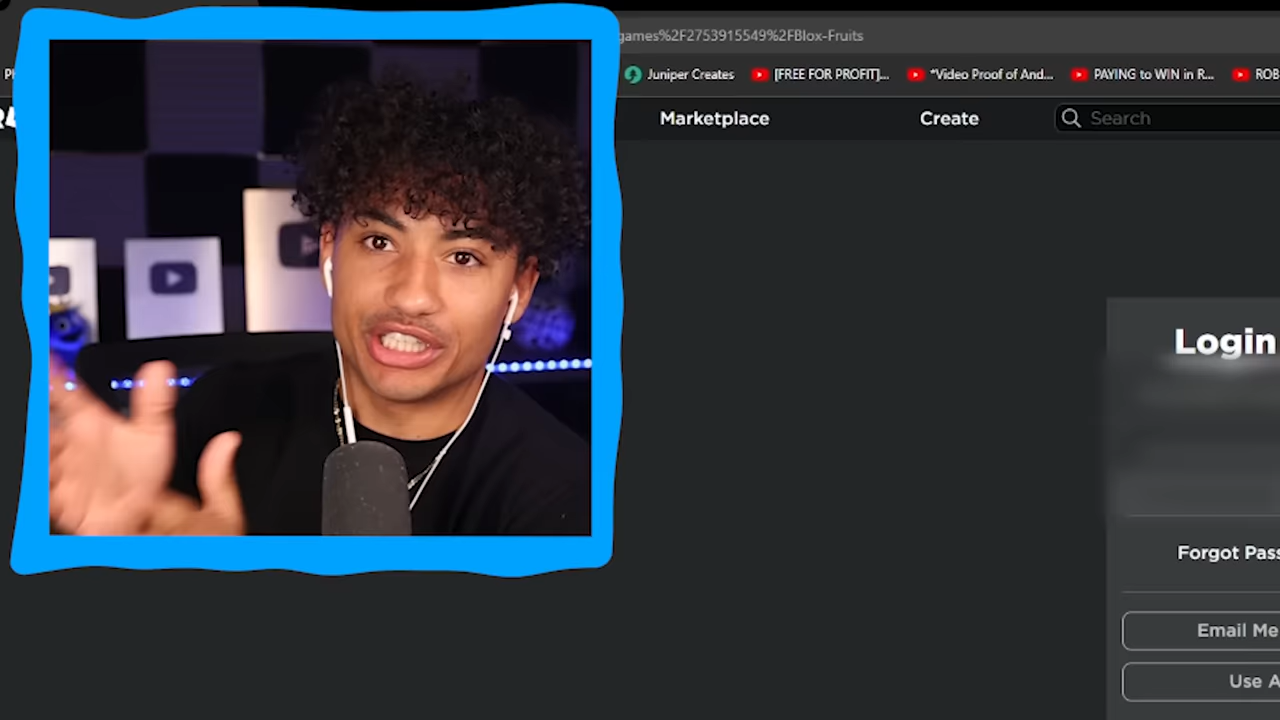 games%2F2753915549%2FBlox-Fruits
Juniper Creates [FREE FOR PROFIT]... *Video Proof of And... PAYING to WIN in R... ROB
Marketplace Create Search
Login
Forgot Pass
Email Me
Use A